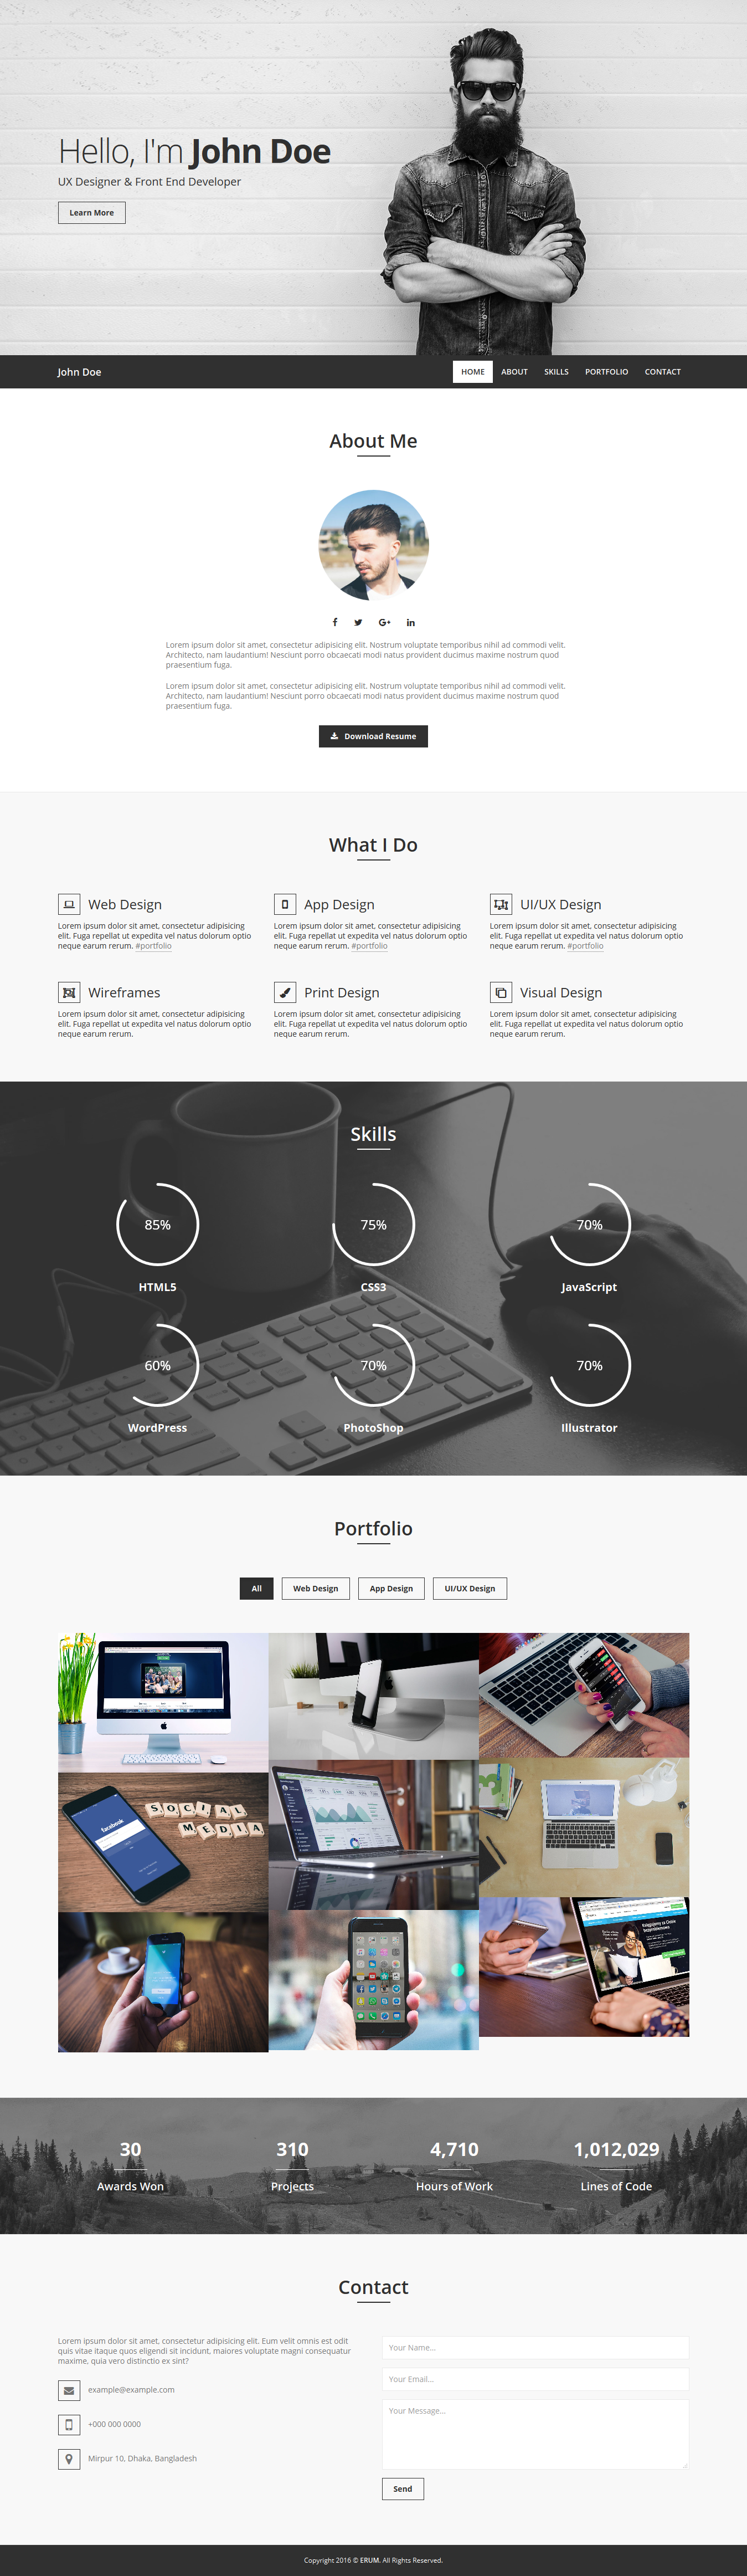 Hello, I'm John Doe
UX Designer & Front End Developer
Learn More
John Doe
HOME ABOUT SKILLS PORTFOLIO CONTACT
About Me
Lorem ipsum dolor sit amet, consectetur adipisicing elit. Nostrum voluptate temporibus nihil ad commodi velit.
Architecto, nam laudantium! Nesciunt porro obcaecati modi natus provident ducimus maxime nostrum quod
praesentium fuga.
Lorem ipsum dolor sit amet, consectetur adipisicing elit. Nostrum voluptate temporibus nihil ad commodi velit.
Architecto, nam laudantium! Nesciunt porro obcaecati modi natus provident ducimus maxime nostrum quod
praesentium fuga.
Download Resume
What I Do
Web Design
Lorem ipsum dolor sit amet, consectetur adipisicing
elit. Fuga repellat ut expedita vel natus dolorum optio
neque earum rerum. #portfolio
App Design
Lorem ipsum dolor sit amet, consectetur adipisicing
elit. Fuga repellat ut expedita vel natus dolorum optio
neque earum rerum. #portfolio
UI/UX Design
Lorem ipsum dolor sit amet, consectetur adipisicing
elit. Fuga repellat ut expedita vel natus dolorum optio
neque earum rerum. #portfolio
Wireframes
Lorem ipsum dolor sit amet, consectetur adipisicing
elit. Fuga repellat ut expedita vel natus dolorum optio
neque earum rerum.
Print Design
Lorem ipsum dolor sit amet, consectetur adipisicing
elit. Fuga repellat ut expedita vel natus dolorum optio
neque earum rerum.
Visual Design
Lorem ipsum dolor sit amet, consectetur adipisicing
elit. Fuga repellat ut expedita vel natus dolorum optio
neque earum rerum.
Skills
85%
HTML5
75%
CSS3
70%
JavaScript
60%
WordPress
70%
PhotoShop
70%
Illustrator
Portfolio
All Web Design App Design UI/UX Design
facebook
SOCIAL
MEDIA
30
Awards Won
310
Projects
4,710
Hours of Work
1,012,029
Lines of Code
Contact
Lorem ipsum dolor sit amet, consectetur adipisicing elit. Eum velit omnis est odit
quis vitae itaque quos eligendi sit incidunt, maiores voluptate magni consequatur
maxime, quia vero distinctio ex sint?
example@example.com
+000 000 0000
Mirpur 10, Dhaka, Bangladesh
Your Name...
Your Email...
Your Message...
Send
Copyright 2016 © ERUM. All Rights Reserved.